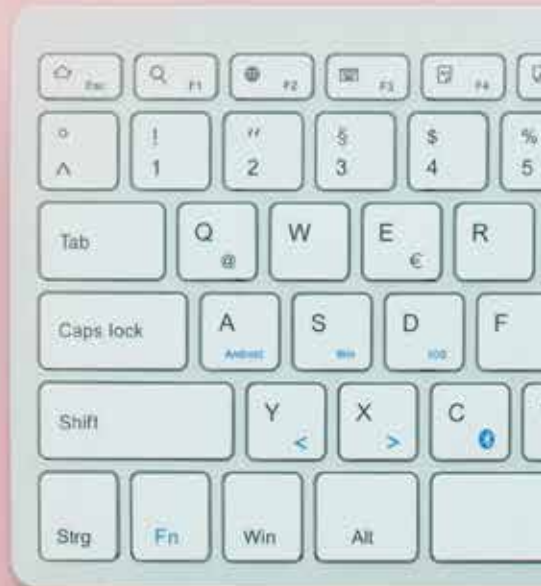 Esc F1 F2 F3 F4
° ! " § $ %
^ 1 2 3 4 5
Tab Q @ W E € R
Caps lock A Android S Win D IOS F
Shift Y < X > C
Strg Fn Win Alt